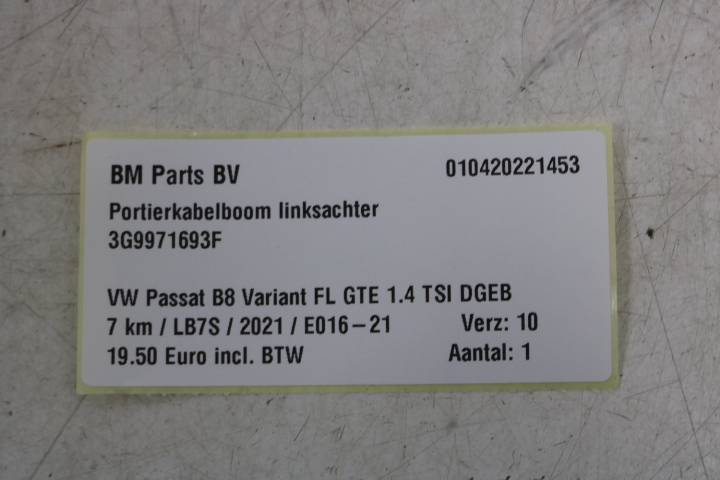 BM Parts BV 010420221453
Portierkabelboom linksachter
3G9971693F
VW Passat B8 Variant FL GTE 1.4 TSI DGEB
7 km / LB7S / 2021 / E016-21 Verz: 10
19.50 Euro incl. BTW Aantal: 1